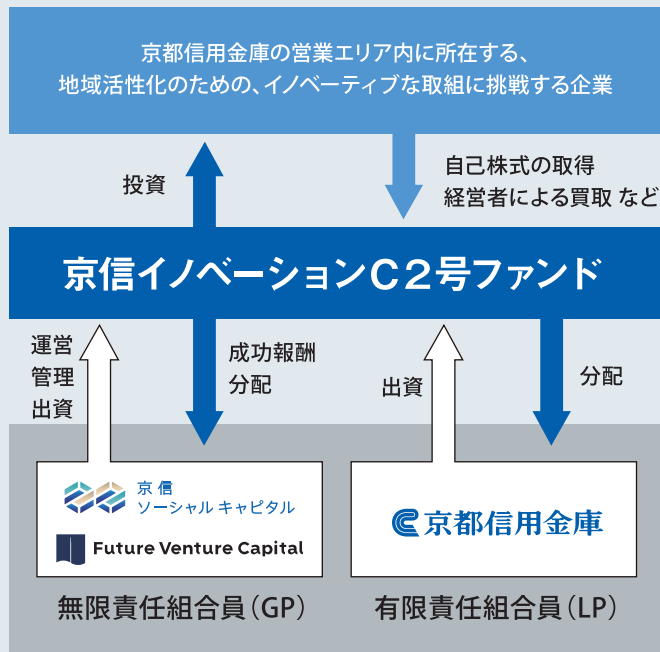 京都信用金庫の営業エリア内に所在する、
地域活性化のための、イノベーティブな取組に挑戦する企業
投資
自己株式の取得
経営者による買取 など
京信イノベーションC2号ファンド
運営
管理
出資
成功報酬
分配
出資
分配
京信
ソーシャル キャピタル
Future Venture Capital
京都信用金庫
無限責任組合員(GP)
有限責任組合員(LP)